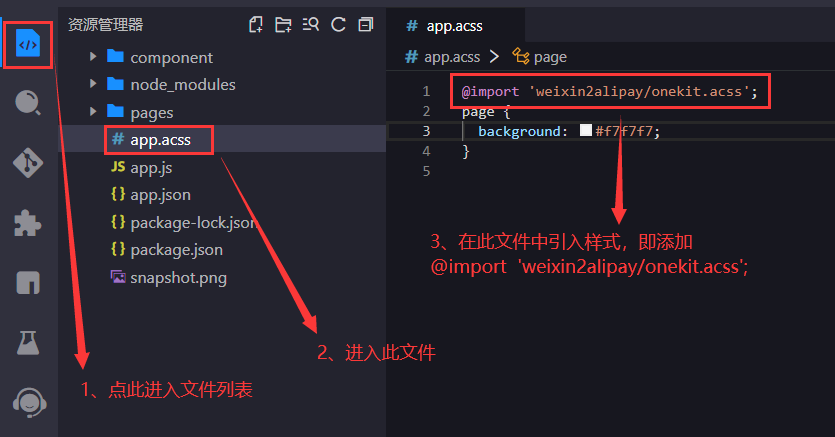 资源管理器
component
node_modules
pages
# app.acss
JS app.js
{} app.json
{} package-lock.json
{} package.json
snapshot.png
# app.acss
# app.acss > page
1 @import 'weixin2alipay/onekit.acss';
2 page {
3 background: #f7f7f7;
4 }
5
3、在此文件中引入样式，即添加
@import 'weixin2alipay/onekit.acss';
2、进入此文件
1、点此进入文件列表